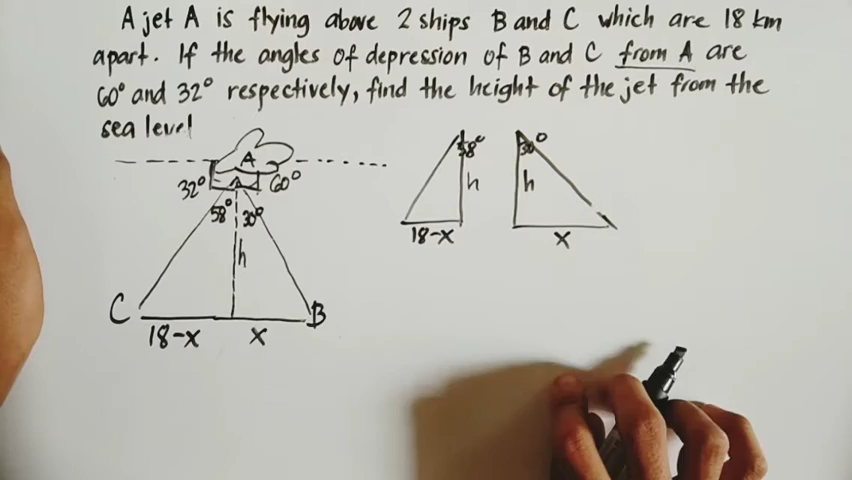 A jet A is flying above 2 ships B and C which are 18 km
apart. If the angles of depression of B and C from A are
60° and 32° respectively, find the height of the jet from the
sea level
A
32° 60°
58° 30°
h
C B
18-x x
58°
h
18-x
30°
h
x